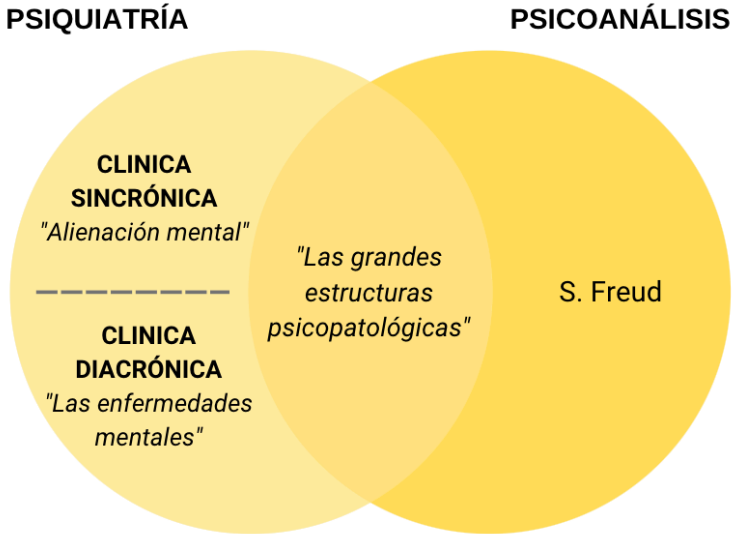 PSIQUIATRÍA
PSICOANÁLISIS
CLINICA
SINCRÓNICA
"Alienación mental"
CLINICA
DIACRÓNICA
"Las enfermedades
mentales"
"Las grandes
estructuras
psicopatológicas"
S. Freud